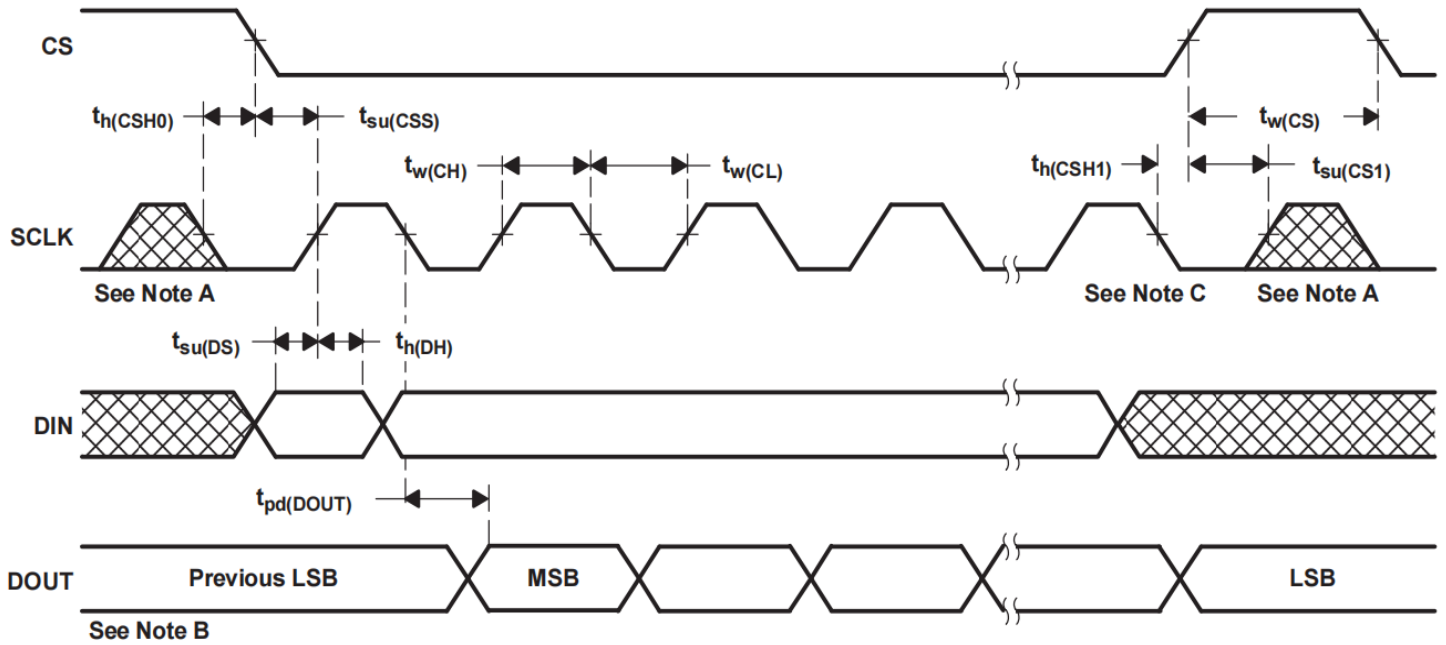 CS
th(CSH0)
tsu(CSS)
tw(CS)
tw(CH)
tw(CL)
th(CSH1)
tsu(CS1)
SCLK
See Note A
See Note C
See Note A
tsu(DS)
th(DH)
DIN
tpd(DOUT)
DOUT
Previous LSB
MSB
LSB
See Note B